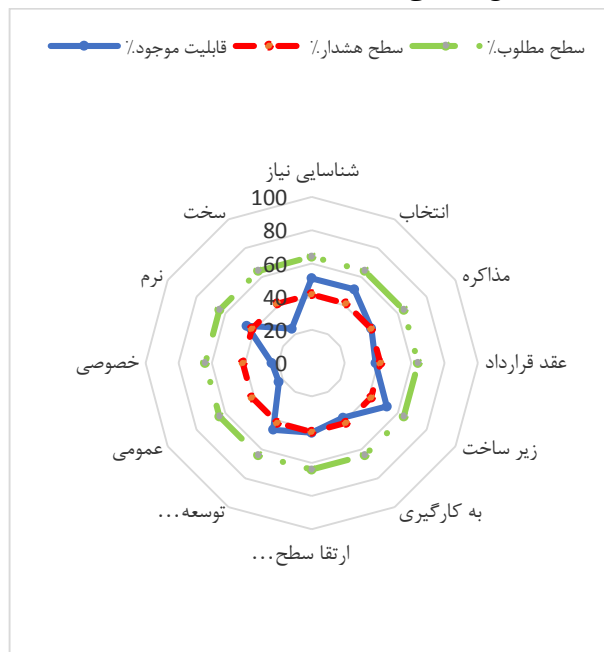 قابلیت موجود٪ سطح هشدار٪ سطح مطلوب٪
شناسایی نیاز
انتخاب
مذاکره
عقد قرارداد
زیر ساخت
به کارگیری
ارتقا سطح...
توسعه...
عمومی
خصوصی
نرم
سخت
100
80
60
40
20
0